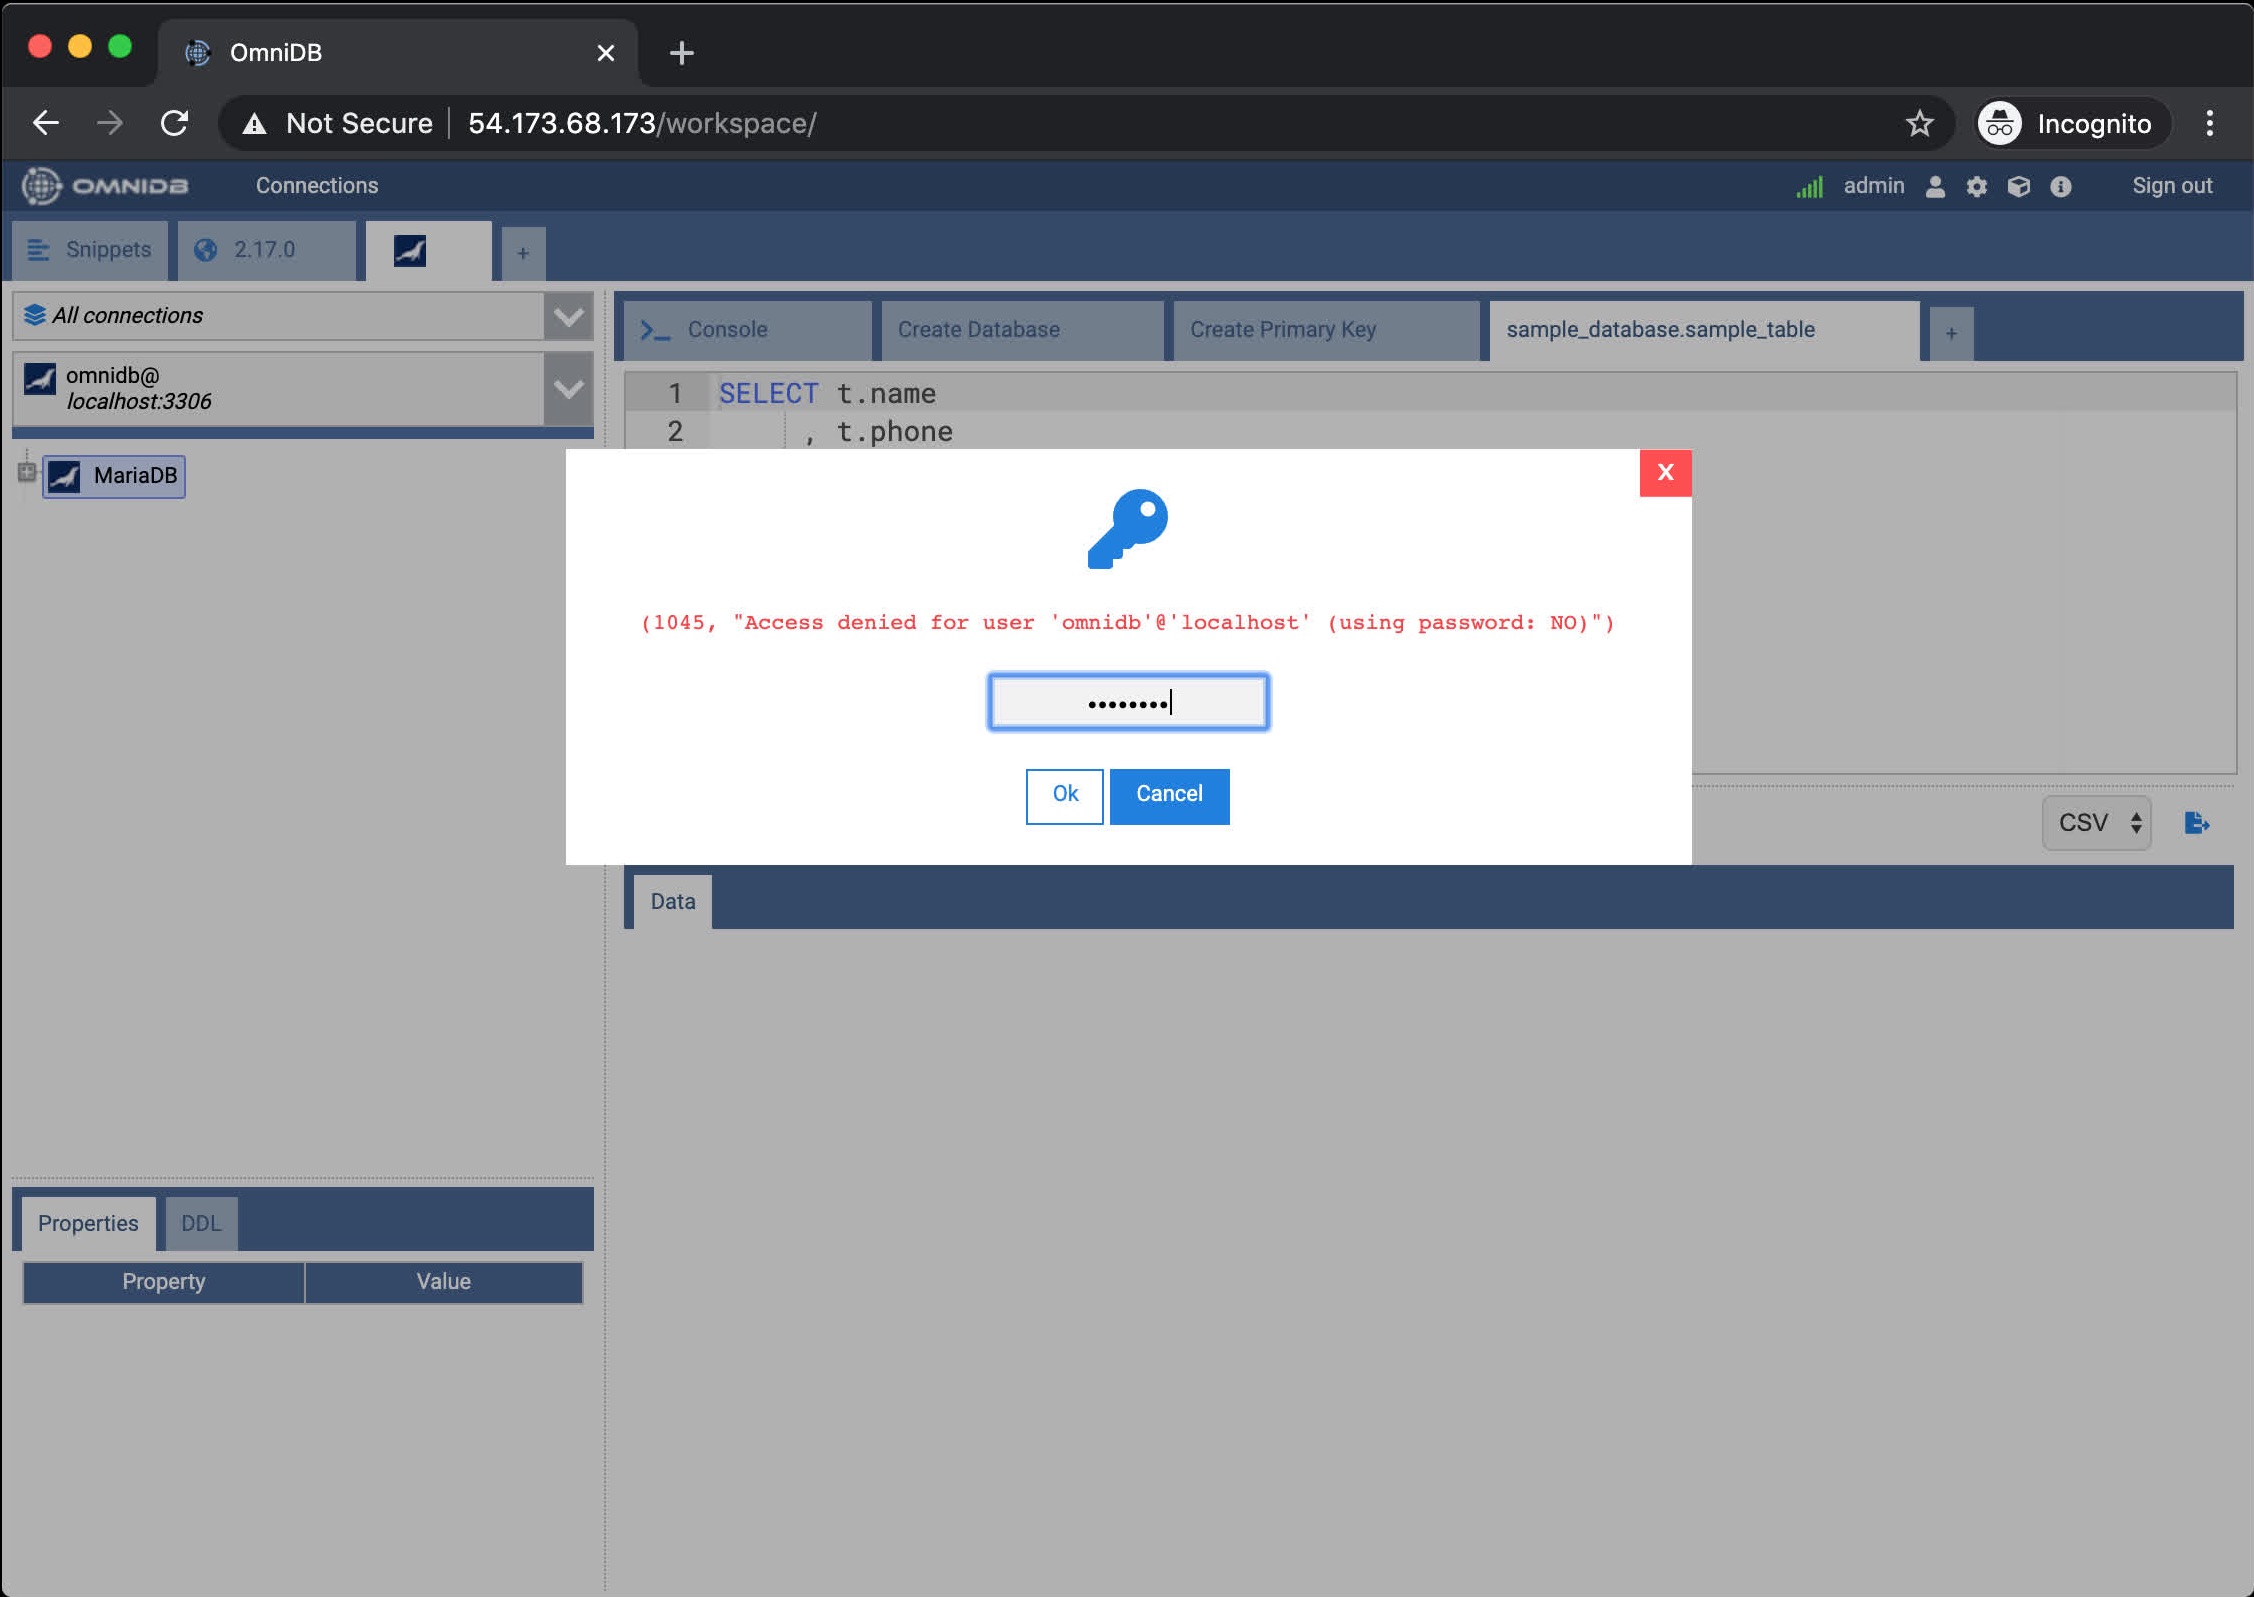 OmniDB
Not Secure | 54.173.68.173/workspace/
Incognito
OMNIDB
Connections
admin
Sign out
Snippets
2.17.0
+
All connections
omnidb@
localhost:3306
MariaDB
>_ Console
Create Database
Create Primary Key
sample_database.sample_table
+
1 SELECT t.name
2 , t.phone
X
(1045, "Access denied for user 'omnidb'@'localhost' (using password: NO)")
••••••••
Ok
Cancel
CSV
Data
Properties
DDL
Property
Value